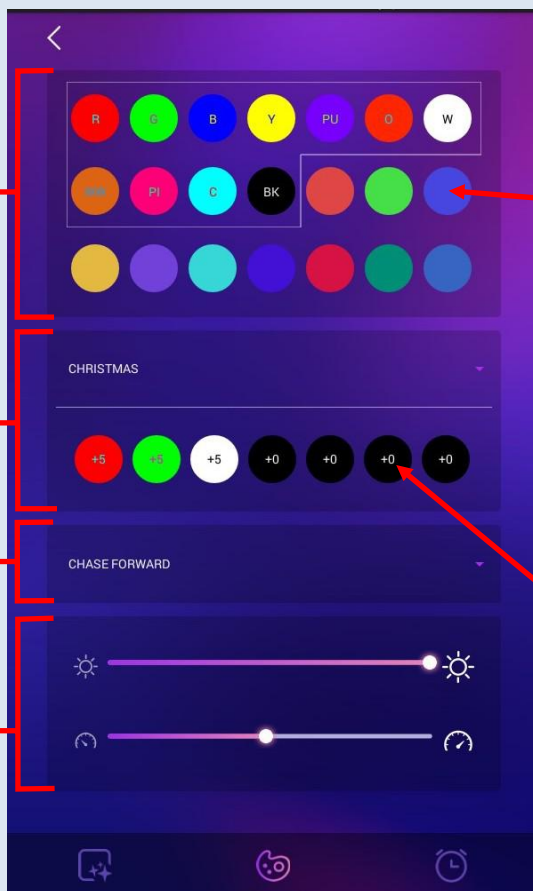 R G B Y PU O W
PI C BK
CHRISTMAS
+5 +5 +5 +0 +0 +0 +0
CHASE FORWARD